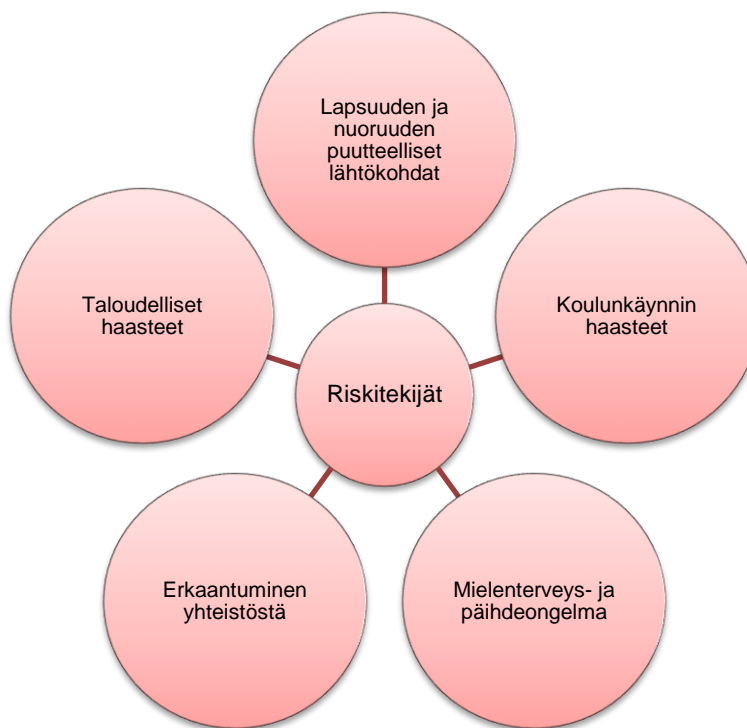 Lapsuuden ja
nuoruuden
puutteelliset
lähtökohdat
Taloudelliset
haasteet
Koulunkäynnin
haasteet
Riskitekijät
Erkaantuminen
yhteistöstä
Mielenterveys- ja
päihdeongelma